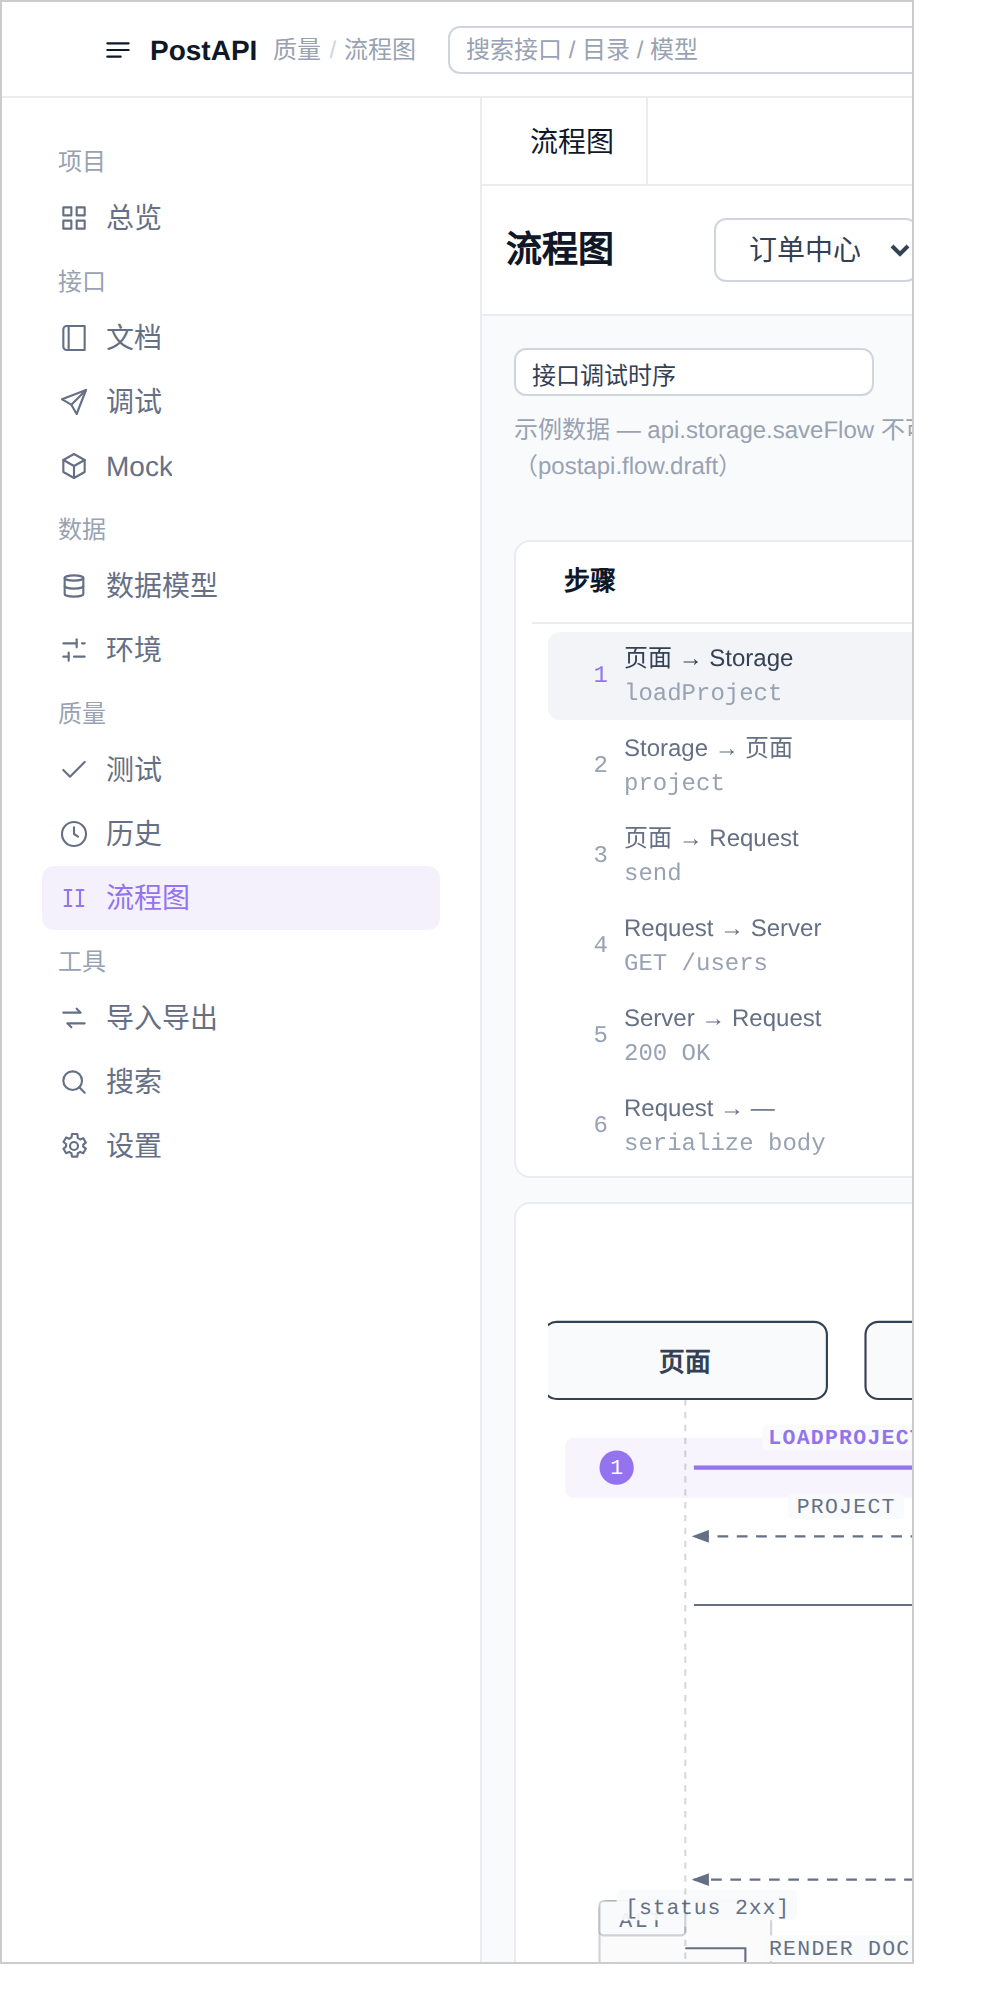 PostAPI 质量 / 流程图 搜索接口 / 目录 / 模型
项目
总览
接口
文档
调试
Mock
数据
数据模型
环境
质量
测试
历史
流程图
工具
导入导出
搜索
设置
流程图
流程图 订单中心
接口调试时序
示例数据 — api.storage.saveFlow 不
（postapi.flow.draft）
步骤
1 页面 → Storage
loadProject
2 Storage → 页面
project
3 页面 → Request
send
4 Request → Server
GET /users
5 Server → Request
200 OK
6 Request → —
serialize body
页面
LOADPROJEC
1
PROJECT
[status 2xx]
ALT
RENDER DOC